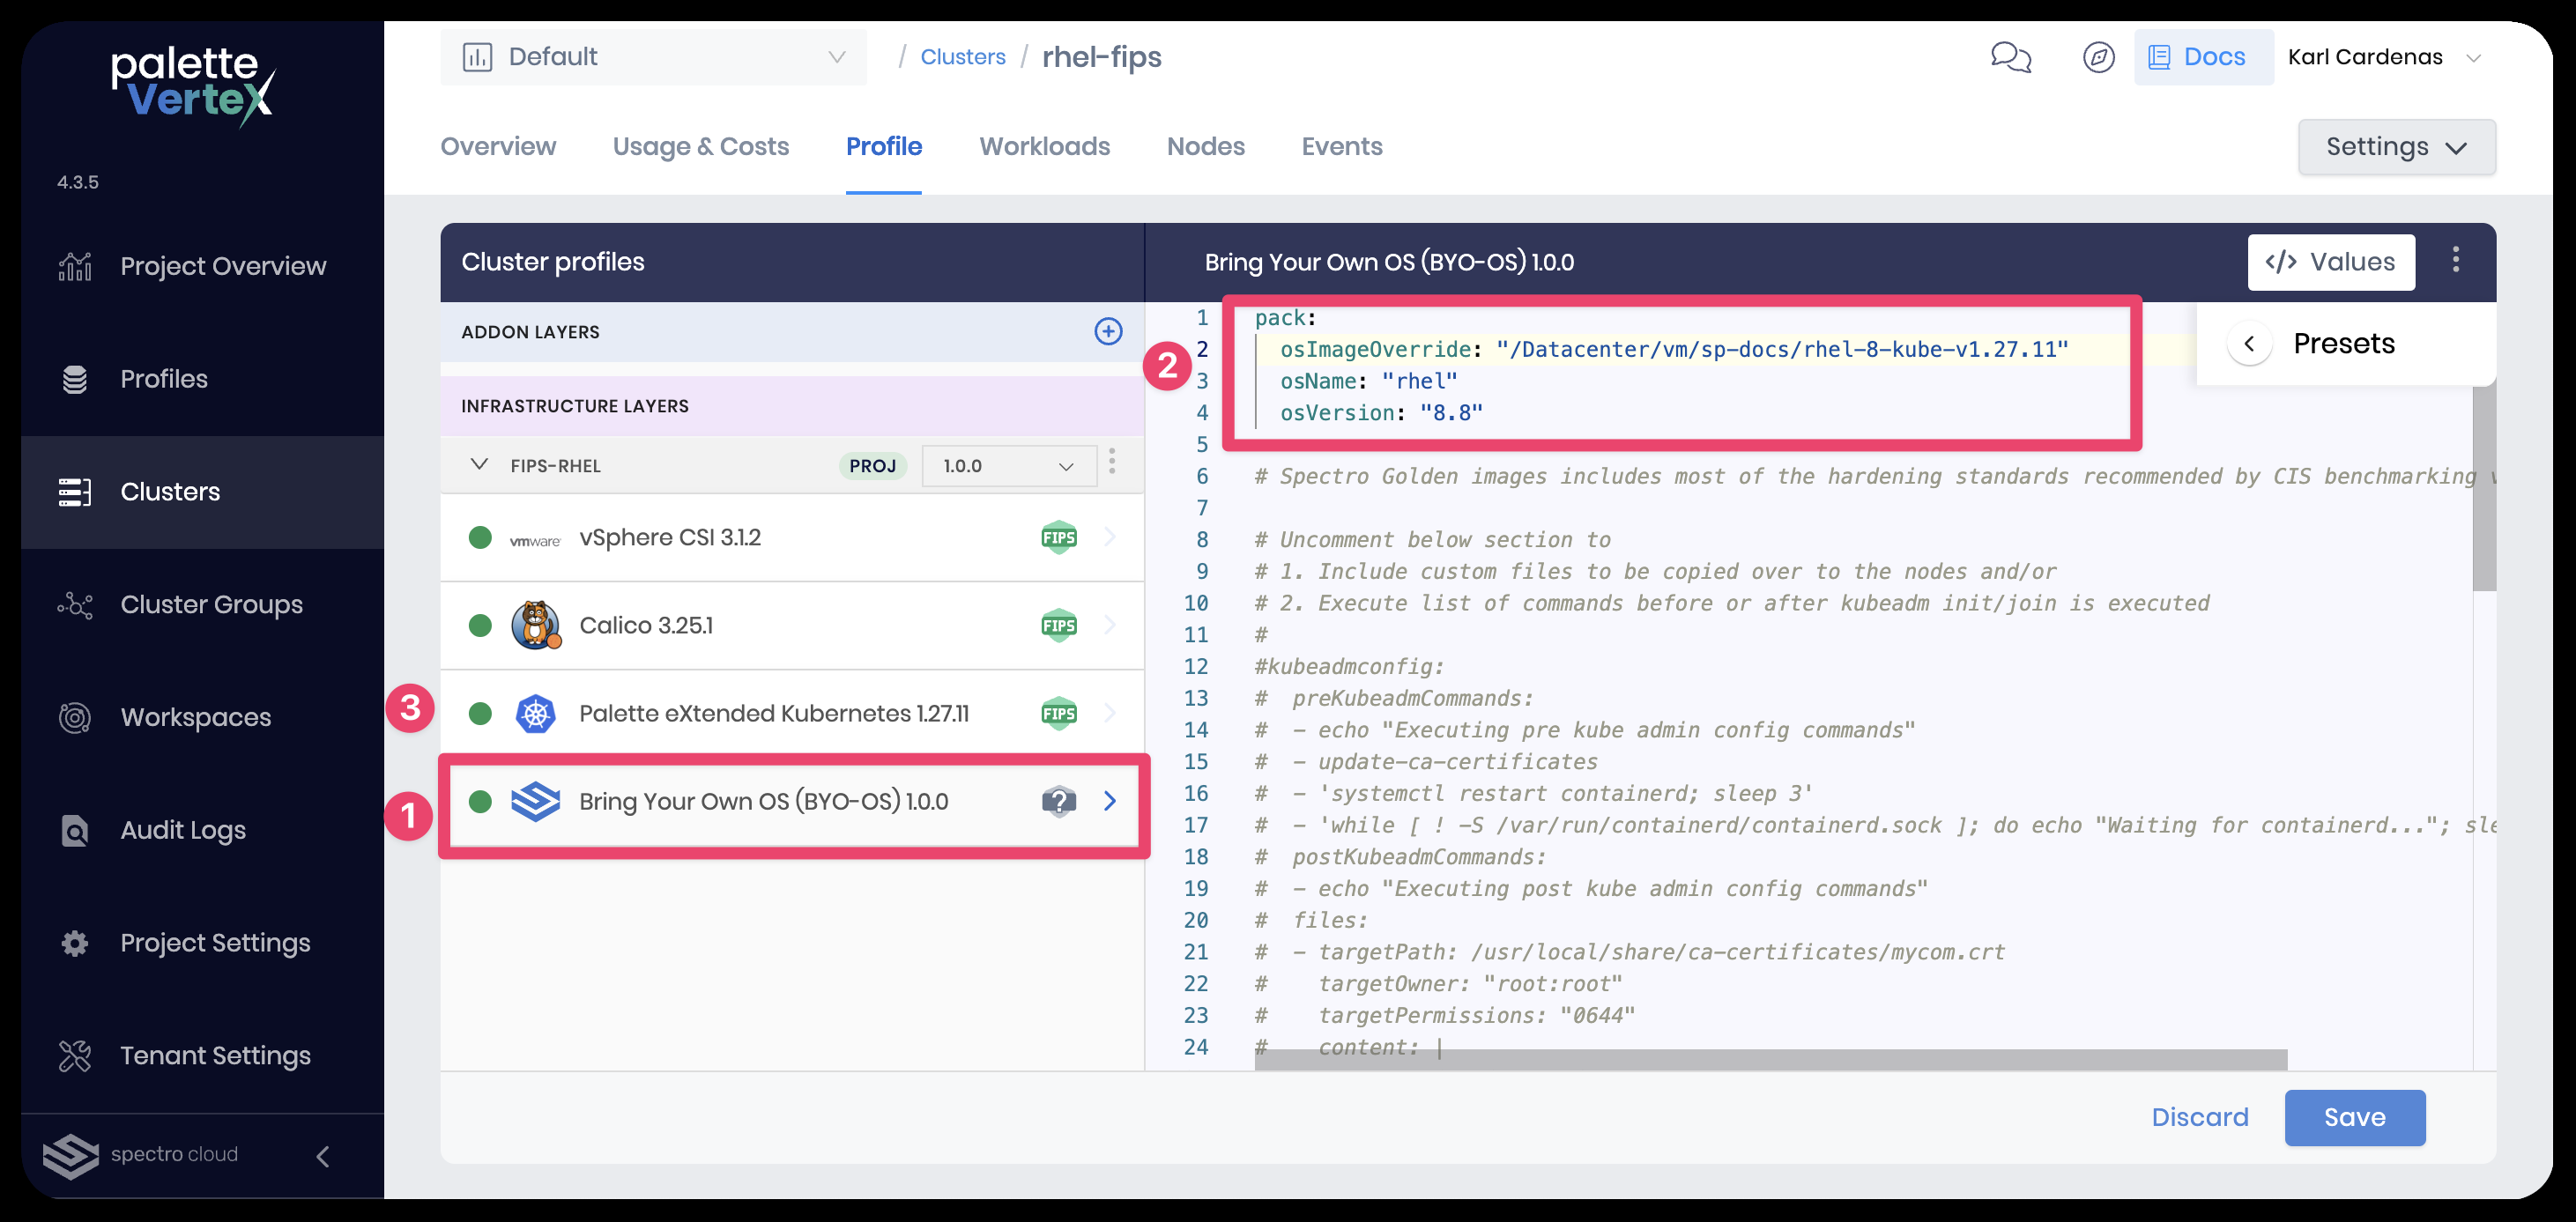 palette
VerteX
4.3.5
Project Overview
Profiles
Clusters
Cluster Groups
Workspaces
Audit Logs
Project Settings
Tenant Settings
spectro cloud
Default
/ Clusters / rhel-fips
Docs
Karl Cardenas
Overview
Usage & Costs
Profile
Workloads
Nodes
Events
Settings
Cluster profiles
ADDON LAYERS
INFRASTRUCTURE LAYERS
FIPS-RHEL PROJ 1.0.0
vmware vSphere CSI 3.1.2 FIPS
Calico 3.25.1 FIPS
3 Palette eXtended Kubernetes 1.27.11 FIPS
1 Bring Your Own OS (BYO-OS) 1.0.0 ?
Bring Your Own OS (BYO-OS) 1.0.0
</> Values
Presets
2
1 pack:
2 osImageOverride: "/Datacenter/vm/sp-docs/rhel-8-kube-v1.27.11"
3 osName: "rhel"
4 osVersion: "8.8"
5
6 # Spectro Golden images includes most of the hardening standards recommended by CIS benchmarking
7
8 # Uncomment below section to
9 # 1. Include custom files to be copied over to the nodes and/or
10 # 2. Execute list of commands before or after kubeadm init/join is executed
11 #
12 #kubeadmconfig:
13 #  preKubeadmCommands:
14 #  - echo "Executing pre kube admin config commands"
15 #  - update-ca-certificates
16 #  - 'systemctl restart containerd; sleep 3'
17 #  - 'while [ ! -S /var/run/containerd/containerd.sock ]; do echo "Waiting for containerd..."; sle
18 #  postKubeadmCommands:
19 #  - echo "Executing post kube admin config commands"
20 #  files:
21 #  - targetPath: /usr/local/share/ca-certificates/mycom.crt
22 #    targetOwner: "root:root"
23 #    targetPermissions: "0644"
24 #    content: |
Discard
Save